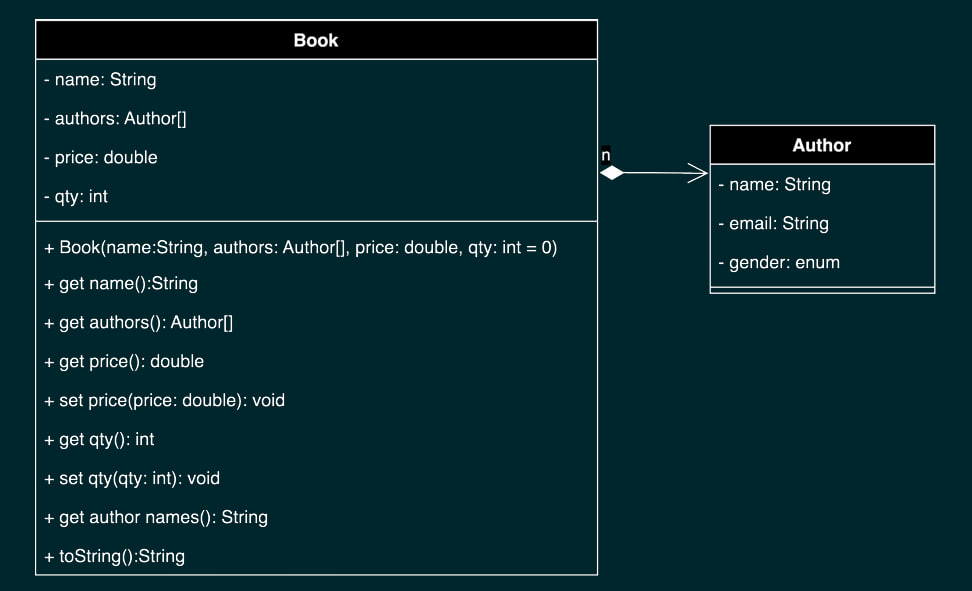 Book
- name: String
- authors: Author[]
- price: double
- qty: int
+ Book(name:String, authors: Author[], price: double, qty: int = 0)
+ get name():String
+ get authors(): Author[]
+ get price(): double
+ set price(price: double): void
+ get qty(): int
+ set qty(qty: int): void
+ get author names(): String
+ toString():String
n
Author
- name: String
- email: String
- gender: enum